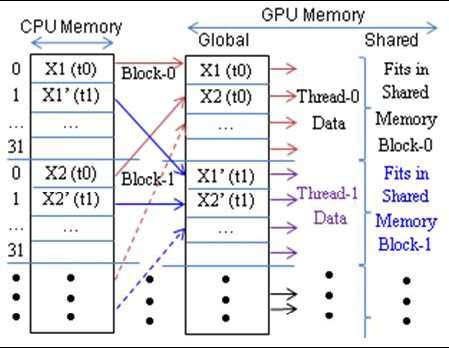 GPU Memory
CPU Memory
Global
Shared
0 X1 (t0) Block-0 X1 (t0) Fits in
1 X1’ (t1) X2 (t0) Thread-0 Shared
... ... ... Data Memory
31 Block-0
0 X2 (t0) Block-1 X1’ (t1) Fits in
1 X2’ (t1) X2’ (t1) Thread-1 Shared
... ... ... Data Memory
31 Block-1